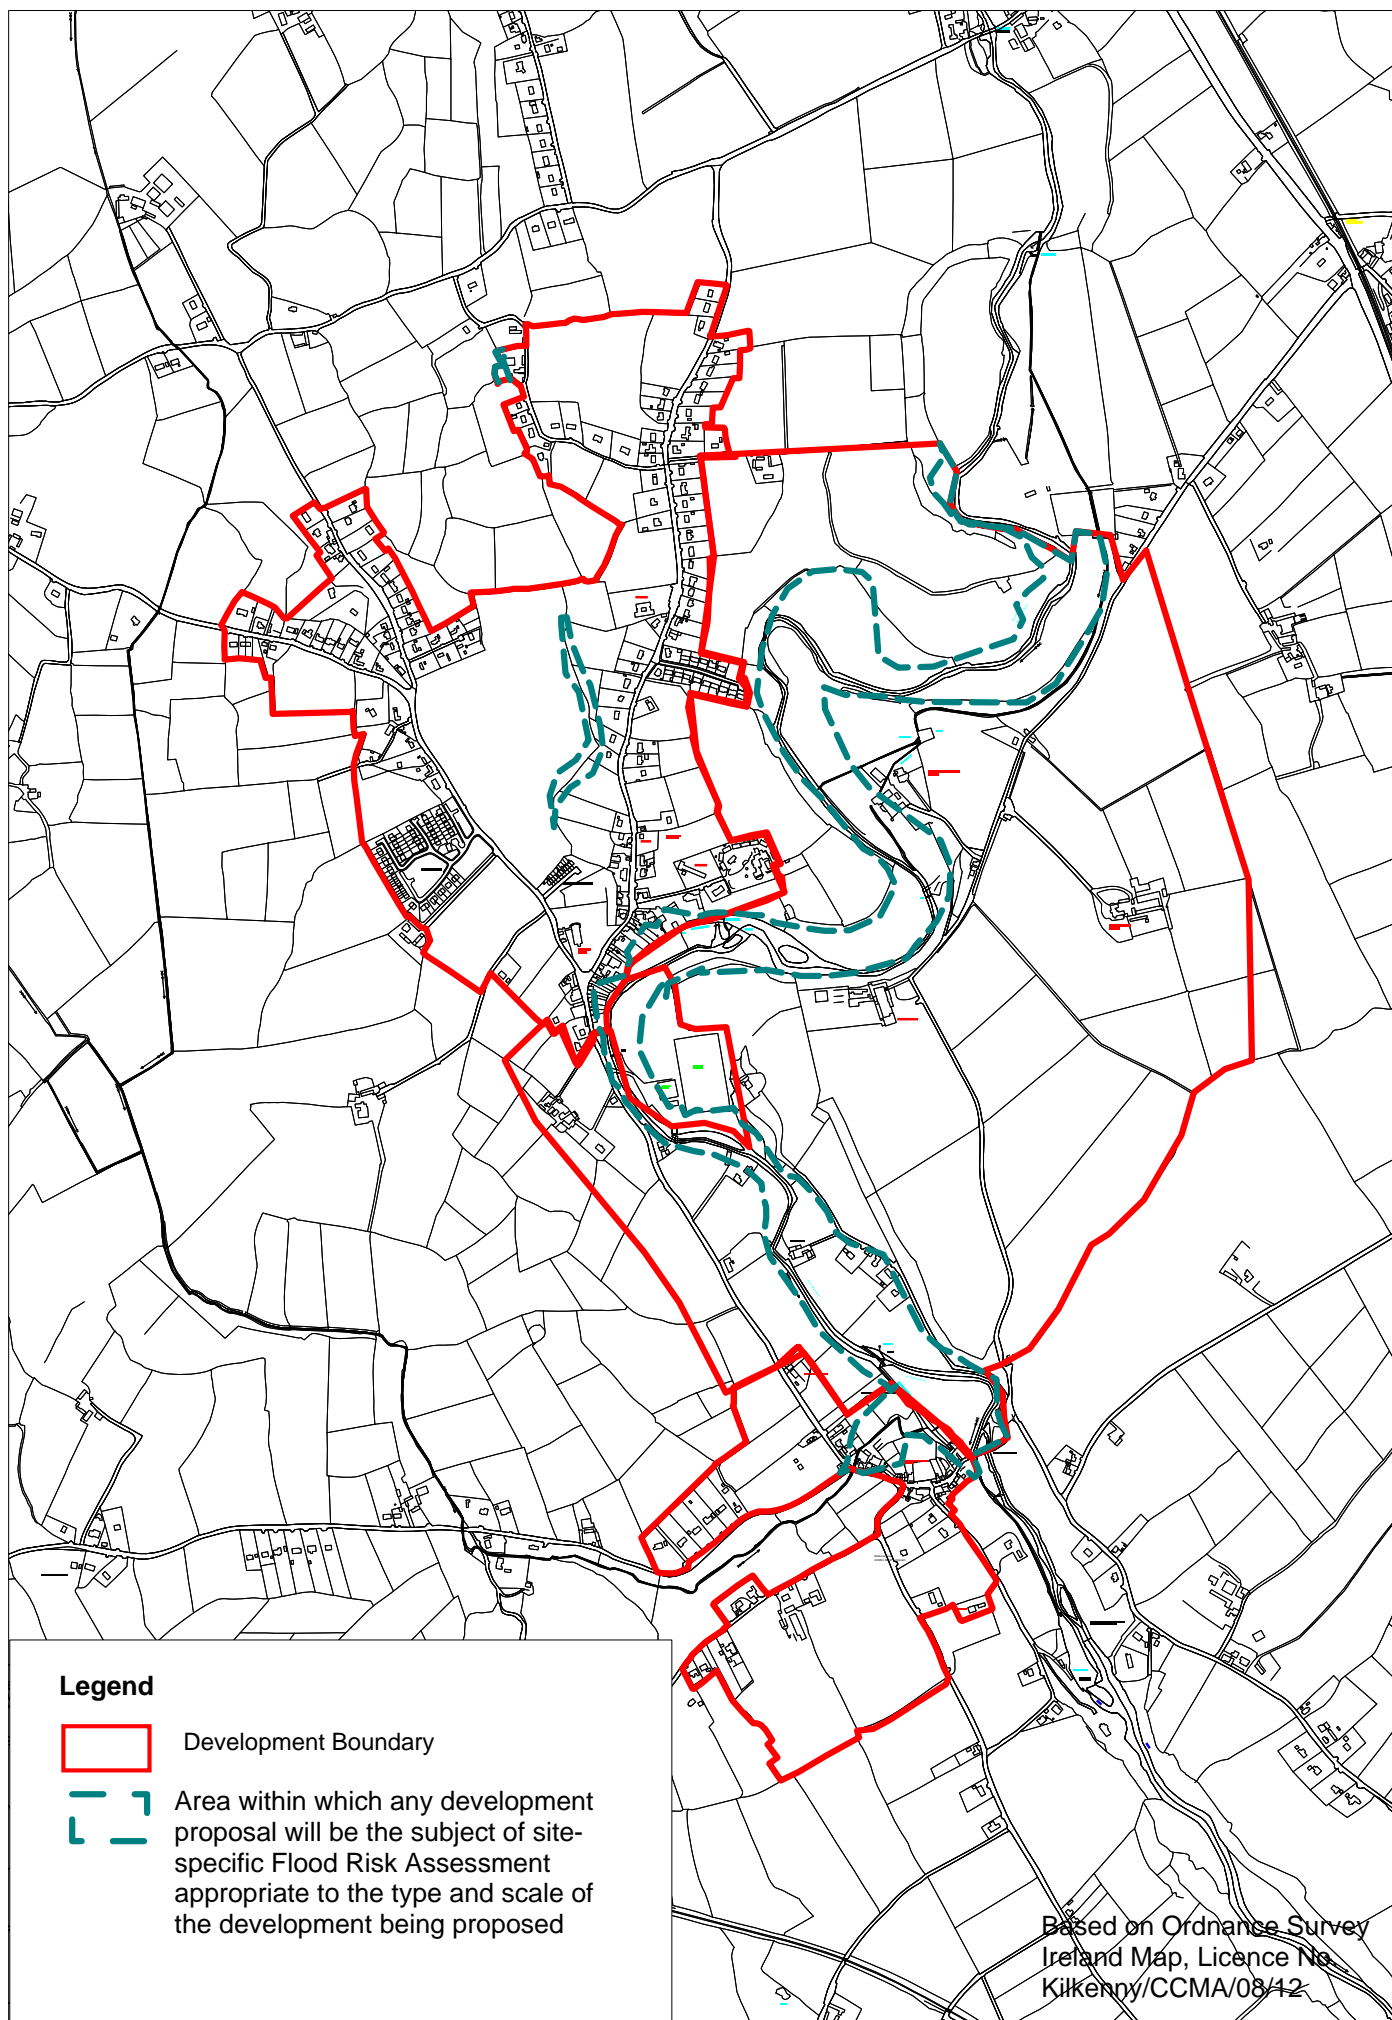 Legend
Development Boundary
Area within which any development
proposal will be the subject of site-
specific Flood Risk Assessment
appropriate to the type and scale of
the development being proposed
Based on Ordnance Survey
Ireland Map, Licence No.
Kilkenny/CCMA/08/12